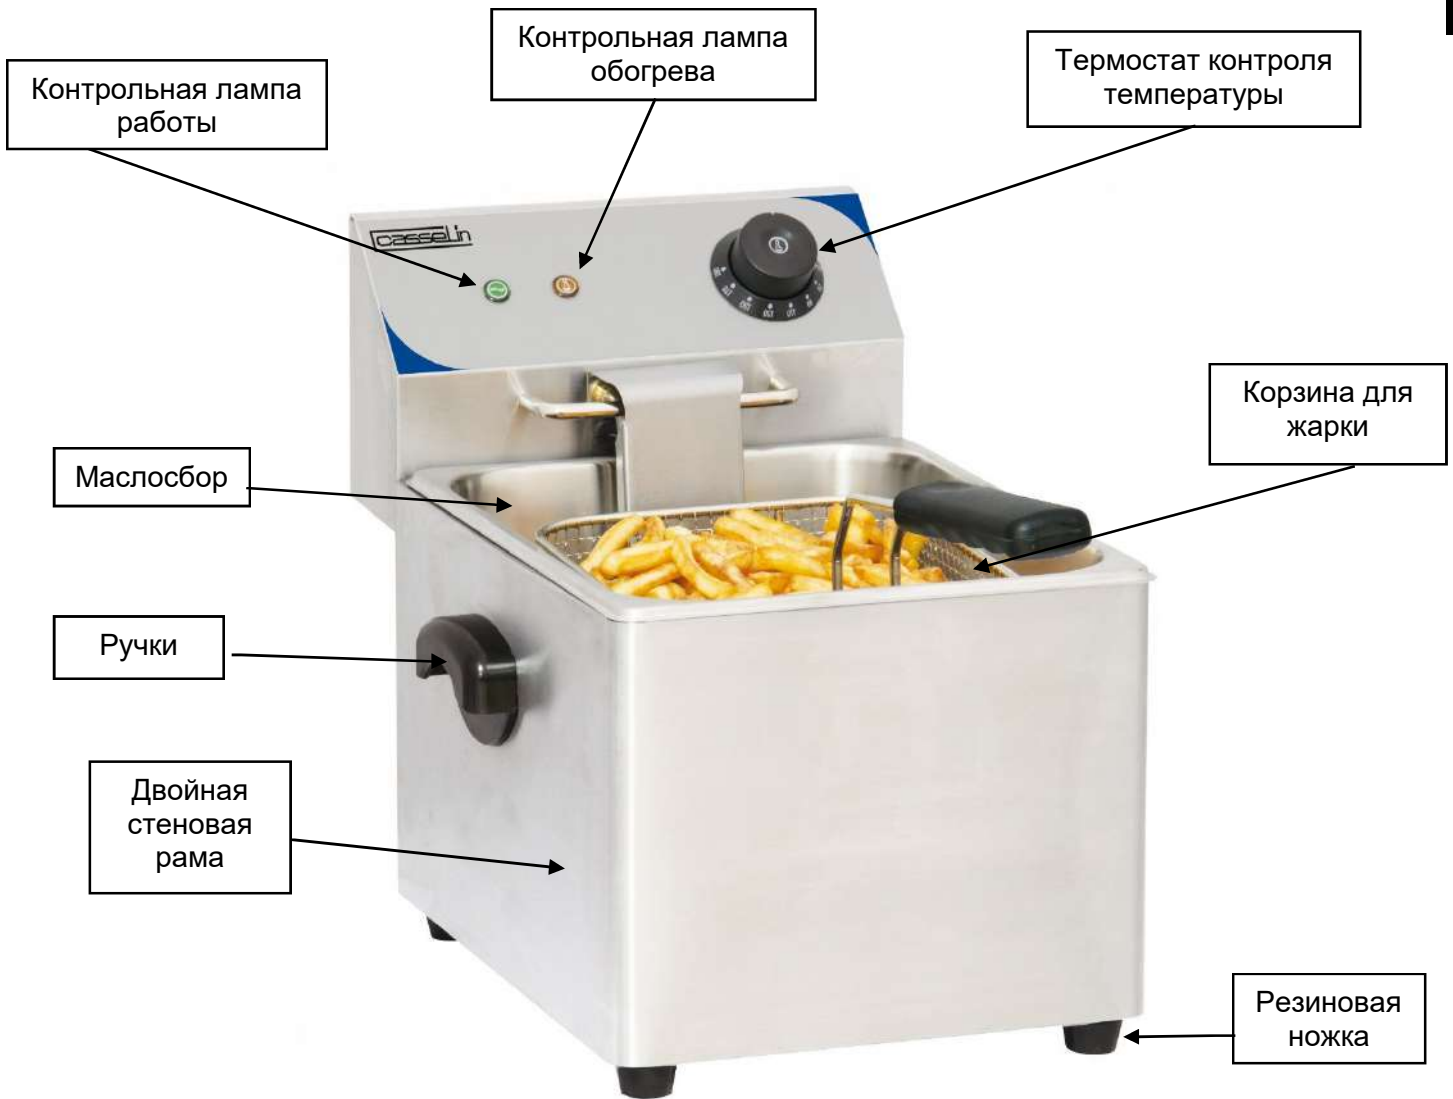 Контрольная лампа
обогрева
Термостат контроля
температуры
Контрольная лампа
работы
casselin
Корзина для
жарки
Маслосбор
Ручки
Двойная
стеновая
рама
Резиновая
ножка